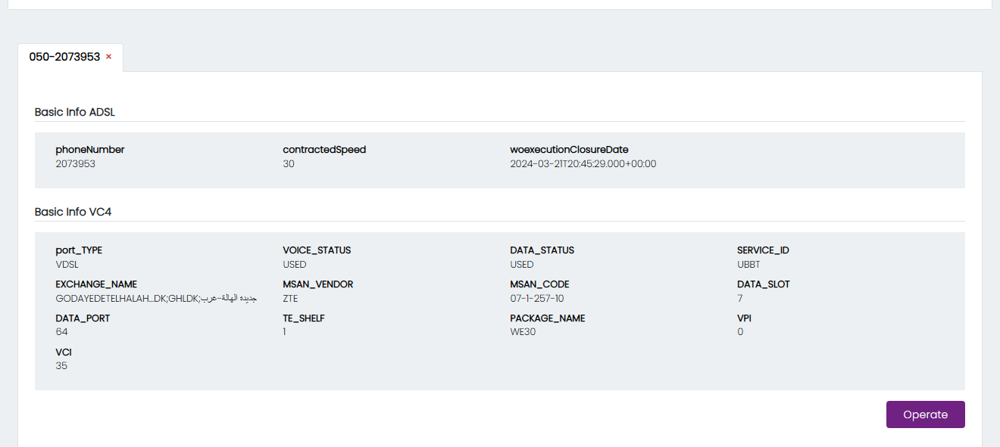 050-2073953 ×
Basic Info ADSL
phoneNumber contractedSpeed woexecutionClosureDate
2073953 30 2024-03-21T20:45:29.000+00:00
Basic Info VC4
port_TYPE VOICE_STATUS DATA_STATUS SERVICE_ID
VDSL USED USED UBBT
EXCHANGE_NAME MSAN_VENDOR MSAN_CODE DATA_SLOT
GODAYEDETELHALAH...DK;GHLDK;جديده الهالة-غرب ZTE 07-1-257-10 7
DATA_PORT TE_SHELF PACKAGE_NAME VPI
64 1 WE30 0
VCI
35
Operate